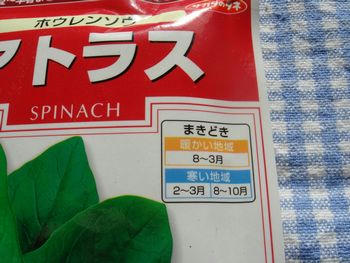 ホウレンソウ
アトラス
SPINACH
まきどき
暖かい地域
8～3月
寒い地域
2～3月 8～10月